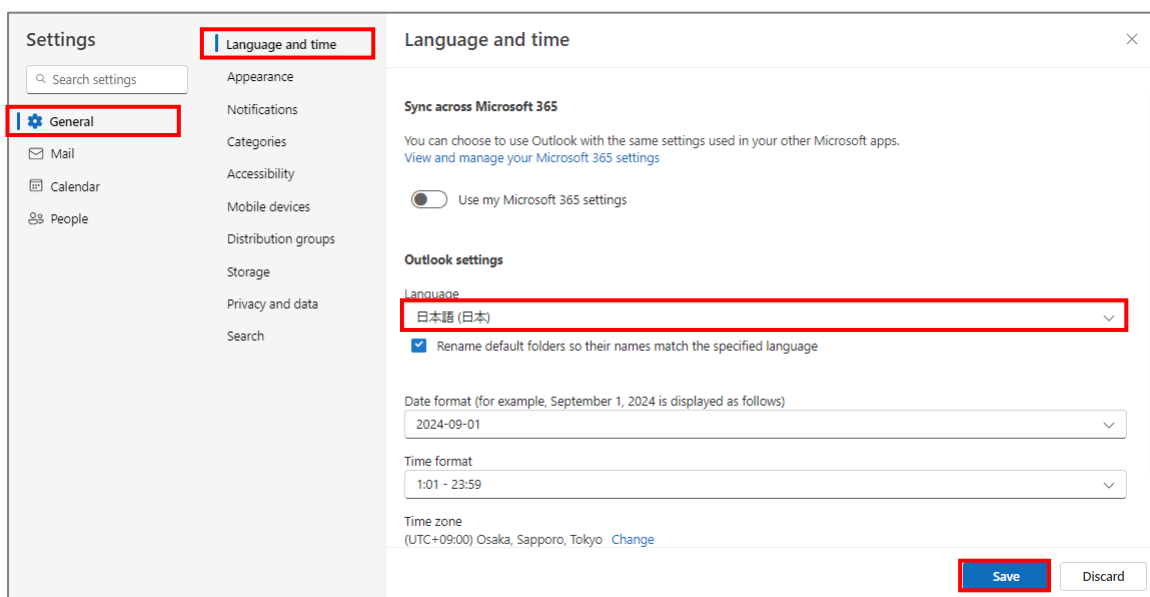 Settings
Search settings
General
Mail
Calendar
People
Language and time
Appearance
Notifications
Categories
Accessibility
Mobile devices
Distribution groups
Storage
Privacy and data
Search
Language and time
Sync across Microsoft 365
You can choose to use Outlook with the same settings used in your other Microsoft apps.
View and manage your Microsoft 365 settings
Use my Microsoft 365 settings
Outlook settings
Language
日本語 (日本)
Rename default folders so their names match the specified language
Date format (for example, September 1, 2024 is displayed as follows)
2024-09-01
Time format
1:01 - 23:59
Time zone
(UTC+09:00) Osaka, Sapporo, Tokyo Change
Save
Discard